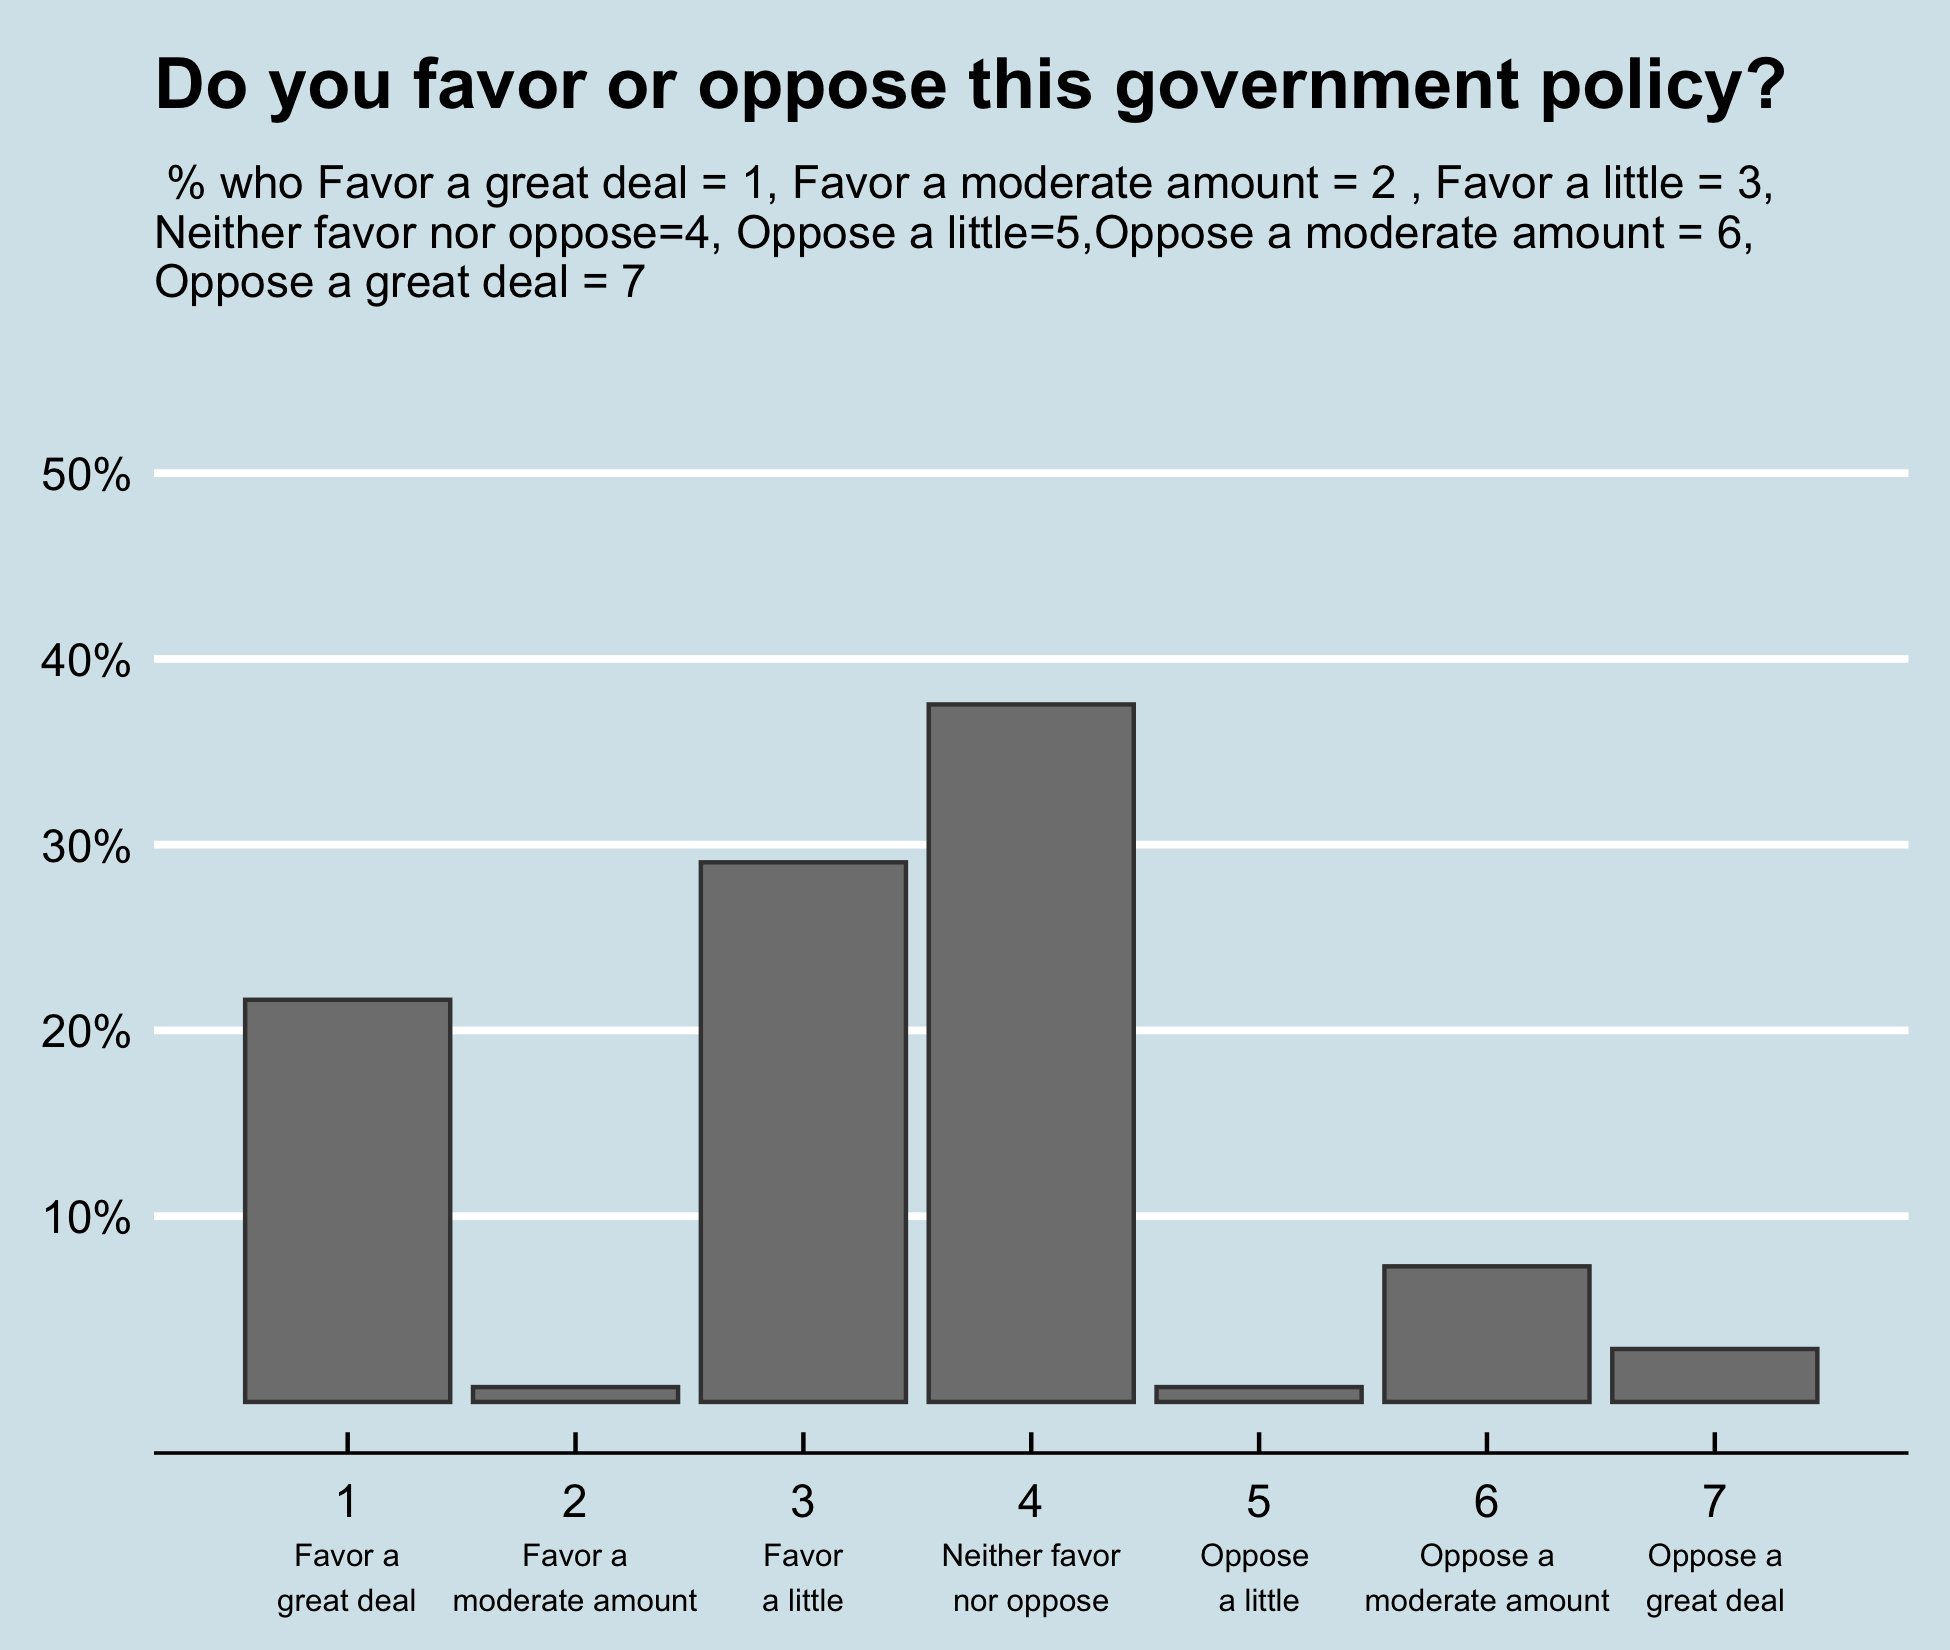 Do you favor or oppose this government policy?
% who Favor a great deal = 1, Favor a moderate amount = 2 , Favor a little = 3,
Neither favor nor oppose=4, Oppose a little=5,Oppose a moderate amount = 6,
Oppose a great deal = 7
50%
40%
30%
20%
10%
1 2 3 4 5 6 7
Favor a Favor a Favor Neither favor Oppose Oppose a Oppose a
great deal moderate amount a little nor oppose a little moderate amount great deal